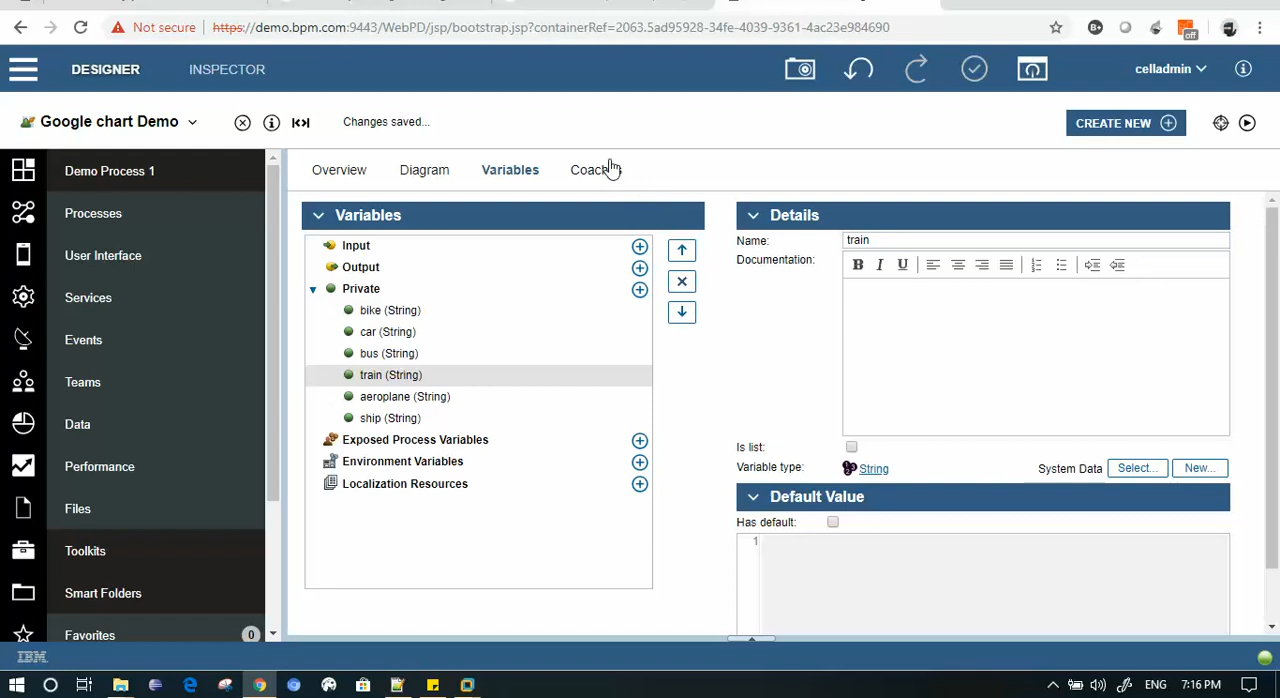 Not secure https://demo.bpm.com:9443/WebPD/jsp/bootstrap.jsp?containerRef=2063.5ad95928-34fe-4039-9361-4ac23e984690
off
DESIGNER INSPECTOR celladmin
Google chart Demo Changes saved... CREATE NEW
Demo Process 1
Processes
User Interface
Services
Events
Teams
Data
Performance
Files
Toolkits
Smart Folders
Favorites 0
Overview Diagram Variables
Variables
Input
Output
Private
bike (String)
car (String)
bus (String)
train (String)
aeroplane (String)
ship (String)
Exposed Process Variables
Environment Variables
Localization Resources
Details
Name: train
Documentation:
B I U
Is list:
Variable type: String System Data Select... New...
Default Value
Has default:
1
IBM
ENG 7:16 PM